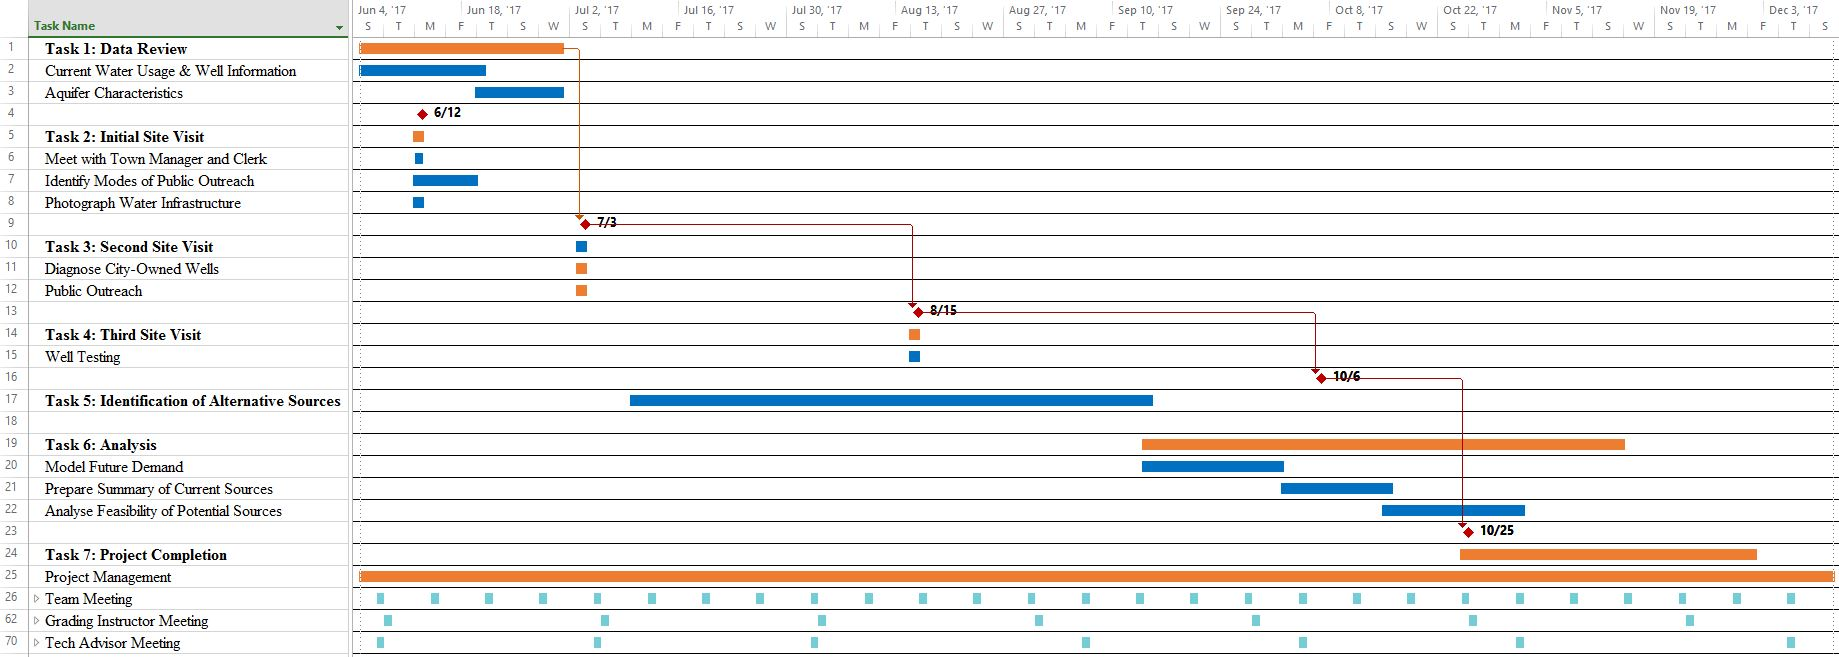 Jun 4, '17 Jun 18, '17 Jul 2, '17 Jul 16, '17 Jul 30, '17 Aug 13, '17 Aug 27, '17 Sep 10, '17 Sep 24, '17 Oct 8, '17 Oct 22, '17 Nov 5, '17 Nov 19, '17 Dec 3, '17
Task Name S T M F T S W S T M F T S W S T M F T S W S T M F T S W S T M F T S W S T M F T S W S T M F T S
1 Task 1: Data Review
2 Current Water Usage & Well Information
3 Aquifer Characteristics
4 6/12
5 Task 2: Initial Site Visit
6 Meet with Town Manager and Clerk
7 Identify Modes of Public Outreach
8 Photograph Water Infrastructure
9 7/3
10 Task 3: Second Site Visit
11 Diagnose City-Owned Wells
12 Public Outreach
13 8/15
14 Task 4: Third Site Visit
15 Well Testing
16 10/6
17 Task 5: Identification of Alternative Sources
18
19 Task 6: Analysis
20 Model Future Demand
21 Prepare Summary of Current Sources
22 Analyse Feasibility of Potential Sources
23 10/25
24 Task 7: Project Completion
25 Project Management
26 Team Meeting
62 Grading Instructor Meeting
70 Tech Advisor Meeting